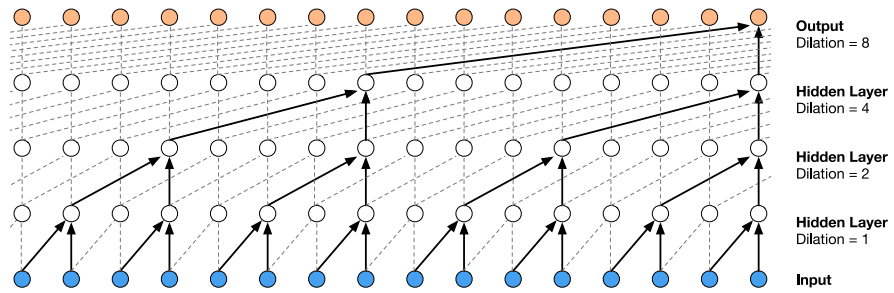 Output
Dilation = 8
Hidden Layer
Dilation = 4
Hidden Layer
Dilation = 2
Hidden Layer
Dilation = 1
Input